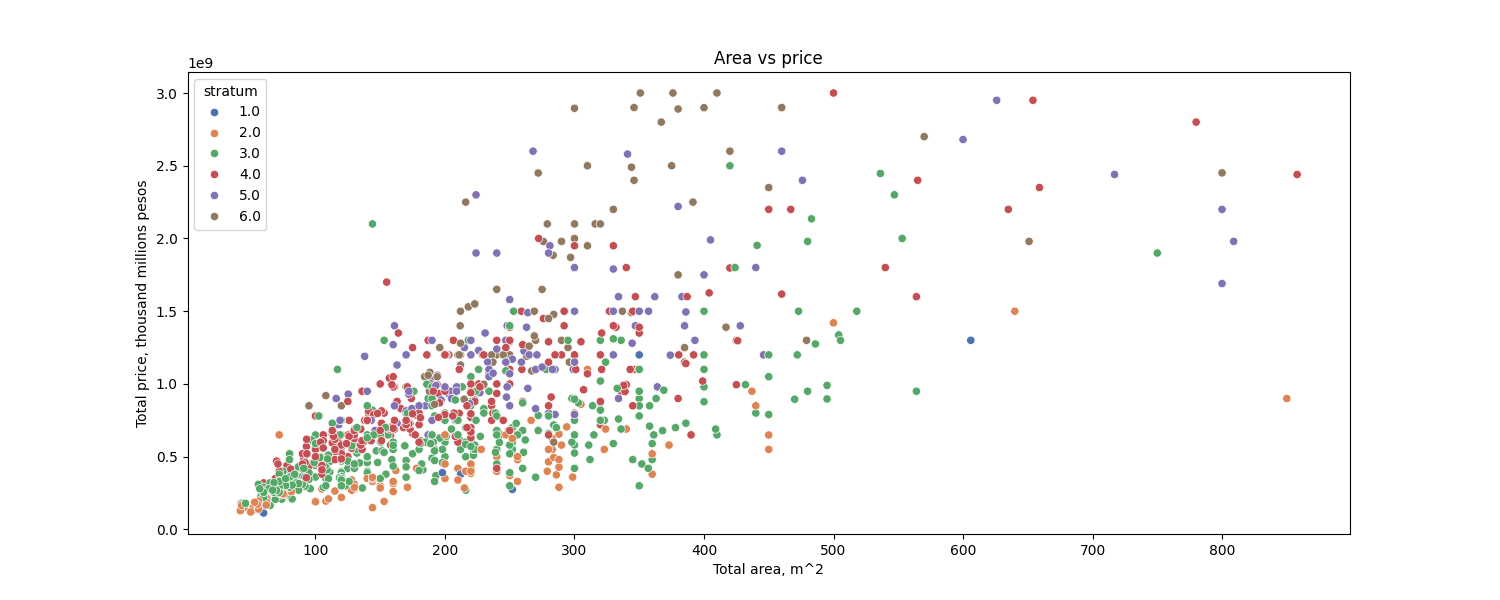 Area vs price
1e9
3.0
2.5
2.0
1.5
1.0
0.5
0.0
Total price, thousand millions pesos
stratum
1.0
2.0
3.0
4.0
5.0
6.0
100 200 300 400 500 600 700 800
Total area, m^2